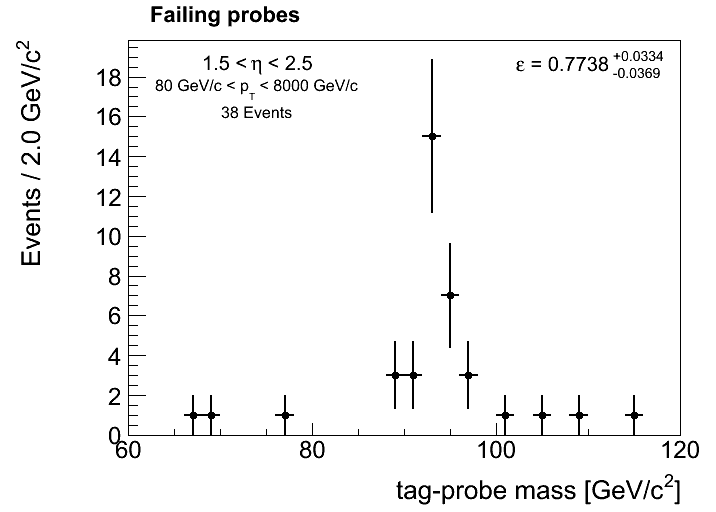 Failing probes
Events / 2.0 GeV/c²
1.5 < η < 2.5
80 GeV/c < p_T < 8000 GeV/c
38 Events
ε = 0.7738 +0.0334 -0.0369
18
16
14
12
10
8
6
4
2
0
60 80 100 120
tag-probe mass [GeV/c²]